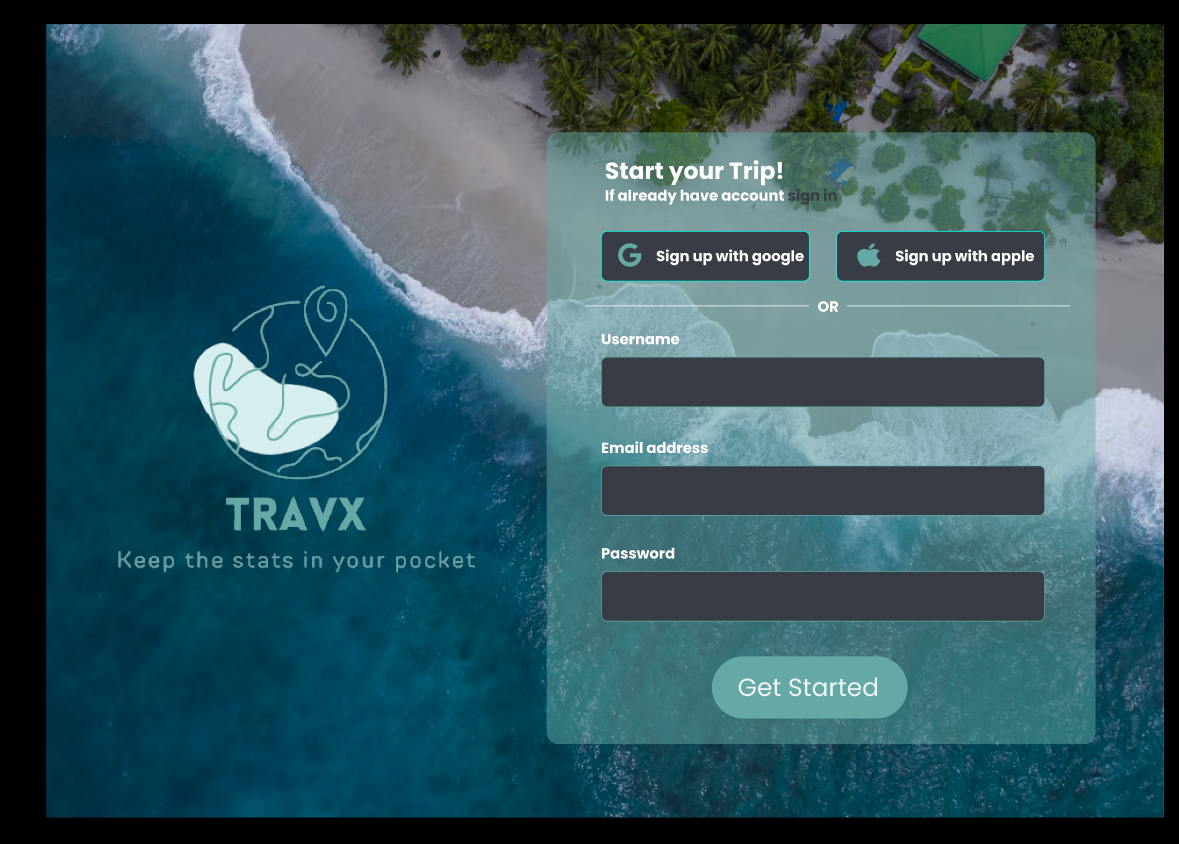 Start your Trip!
If already have account sign in
Sign up with google
Sign up with apple
OR
Username
Email address
Password
Get Started
TRAVX
Keep the stats in your pocket